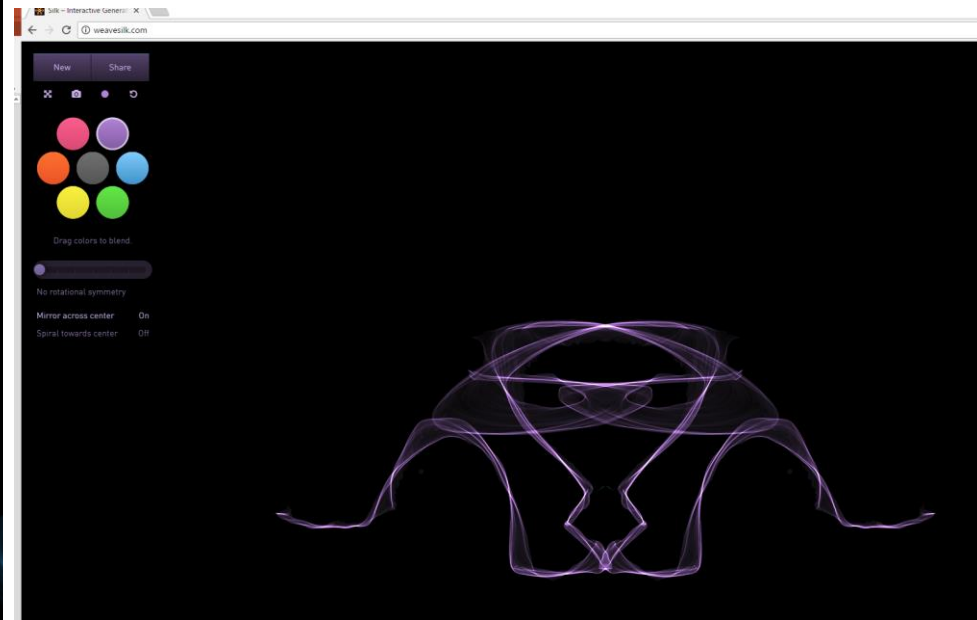 Silk – Interactive Generat
weavesilk.com
New Share
Drag colors to blend.
No rotational symmetry
Mirror across center On
Spiral towards center Off